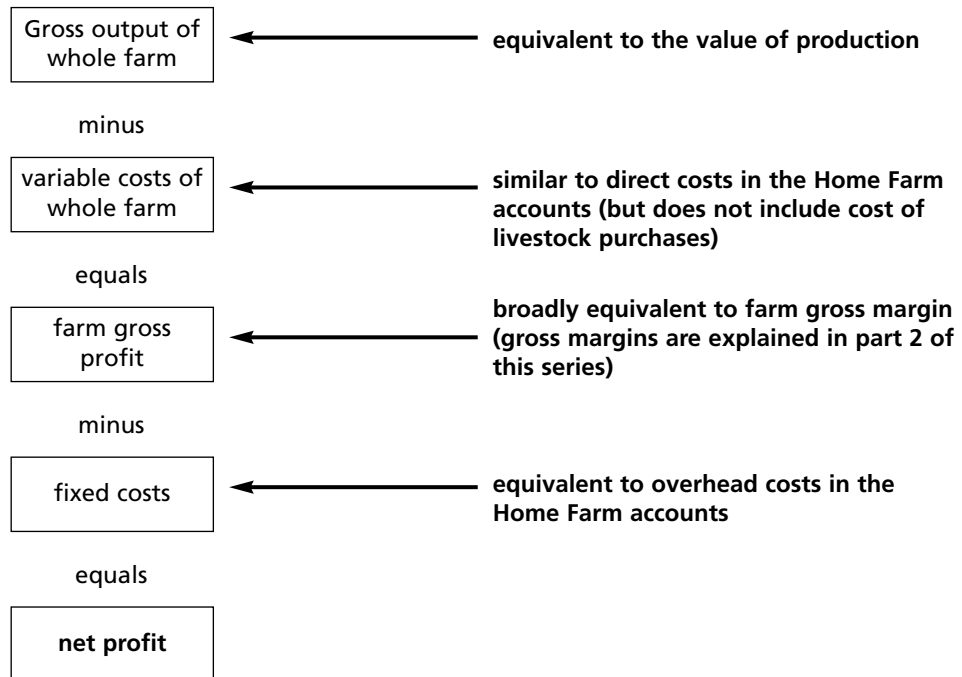 Gross output of
whole farm
equivalent to the value of production
minus
variable costs of
whole farm
similar to direct costs in the Home Farm
accounts (but does not include cost of
livestock purchases)
equals
farm gross
profit
broadly equivalent to farm gross margin
(gross margins are explained in part 2 of
this series)
minus
fixed costs
equivalent to overhead costs in the
Home Farm accounts
equals
net profit